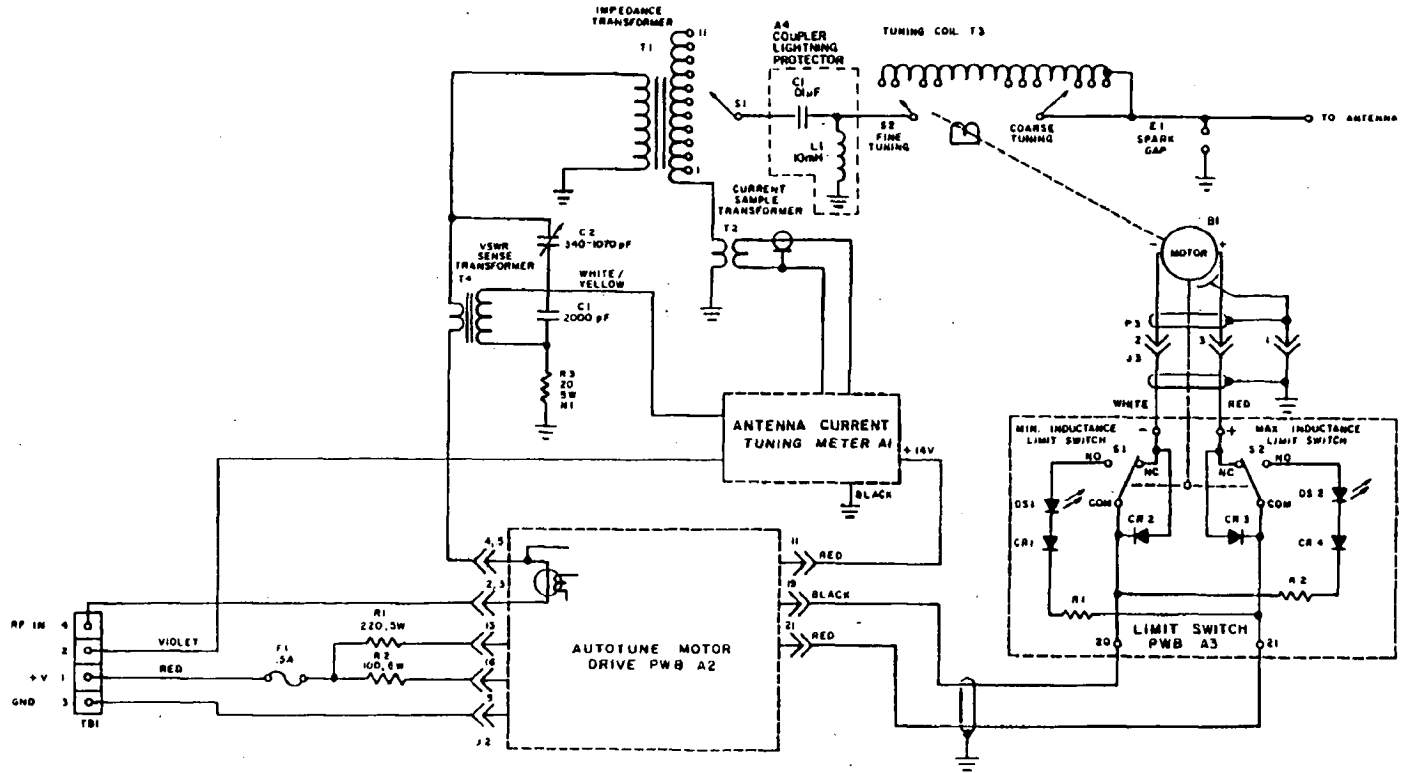 IMPEDANCE
TRANSFORMER
T1
11
1
A4
COUPLER
LIGHTNING
PROTECTOR
C1
.01µF
L1
10mH
S1
TUNING COIL T3
S2
FINE
TUNING
COARSE
TUNING
E1
SPARK
GAP
TO ANTENNA
CURRENT
SAMPLE
TRANSFORMER
T2
C2
340-1070 pF
VSWR
SENSE
TRANSFORMER
T4
WHITE/
YELLOW
C1
2000 pF
R3
20
5W
N1
B1
- +
MOTOR
P3
2 3 1
J3
WHITE RED
ANTENNA CURRENT
TUNING METER A1
+14V
BLACK
MIN. INDUCTANCE
LIMIT SWITCH
- +
MAX INDUCTANCE
LIMIT SWITCH
NO S1 NC
NC S2 NO
DS1 COM COM DS2
CR1 CR2 CR3 CR4
R1 R2
LIMIT SWITCH
PWB A3
20 21
4,5
2,3
13
16
9
J2
11 RED
19 BLACK
21 RED
AUTOTUNE MOTOR
DRIVE PWB A2
RF IN 4
2 VIOLET
+V 1 RED
GND 3
TB1
F1
.5A
R1
220,5W
R2
100,6W